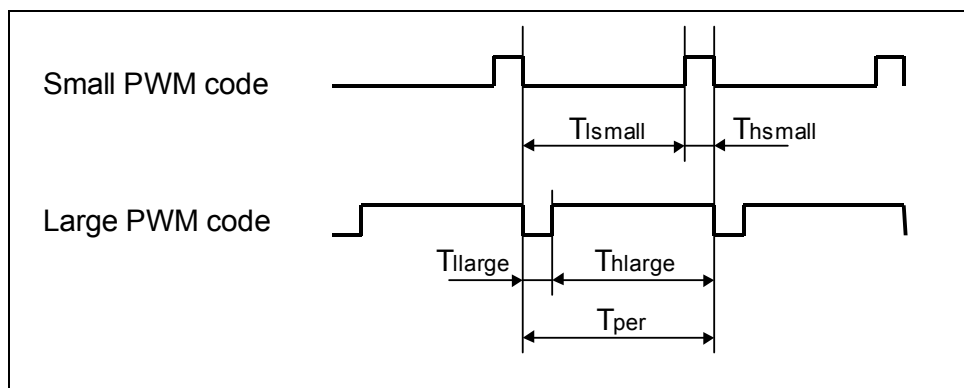 Small PWM code
Tlsmall Thsmall
Large PWM code
Tllarge Thlarge
Tper